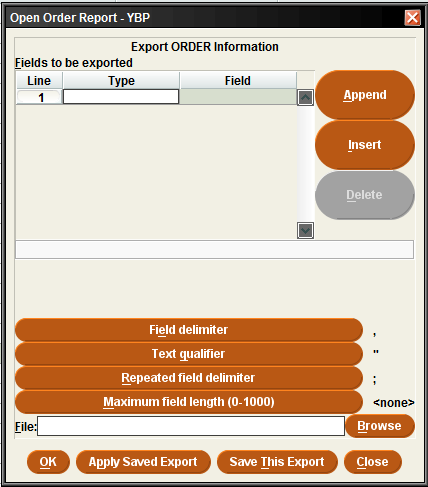 Open Order Report - YBP
Export ORDER Information
Fields to be exported
Line Type Field
1
Append
Insert
Delete
Field delimiter ,
Text qualifier "
Repeated field delimiter ;
Maximum field length (0-1000) <none>
File: Browse
OK Apply Saved Export Save This Export Close